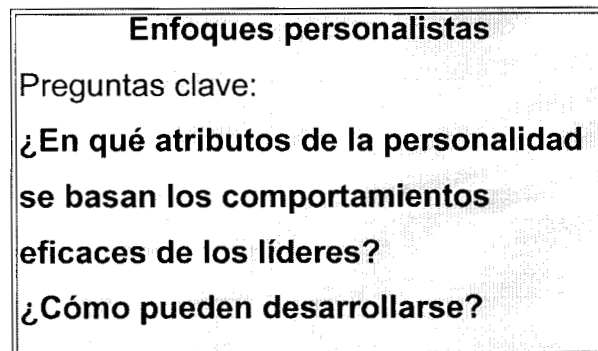 Enfoques personalistas
Preguntas clave:
¿En qué atributos de la personalidad
se basan los comportamientos
eficaces de los líderes?
¿Cómo pueden desarrollarse?